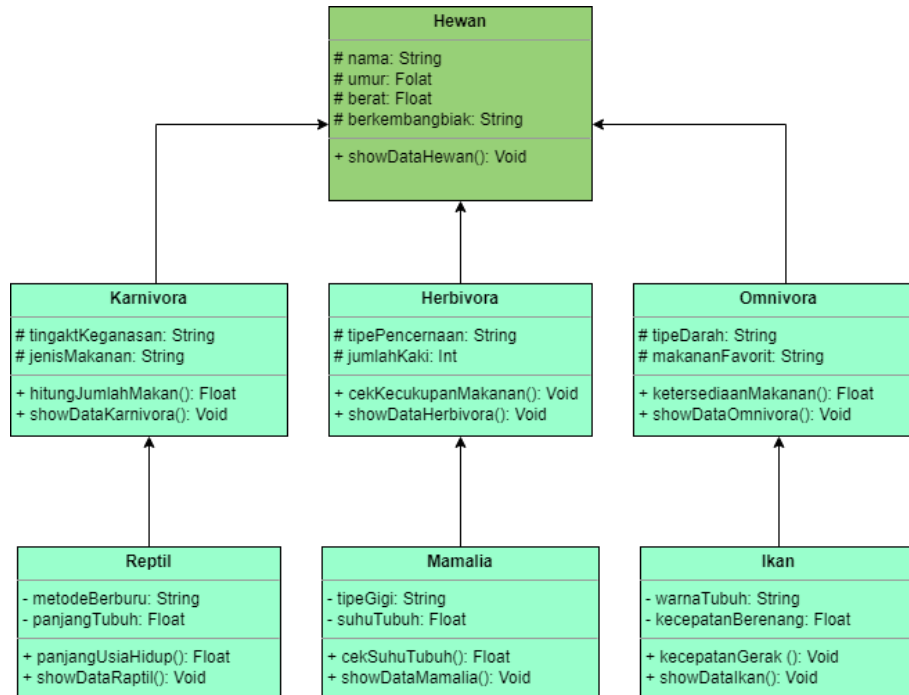 Hewan
# nama: String
# umur: Folat
# berat: Float
# berkembangbiak: String
+ showDataHewan(): Void
Karnivora
# tingaktKeganasan: String
# jenisMakanan: String
+ hitungJumlahMakan(): Float
+ showDataKarnivora(): Void
Herbivora
# tipePencernaan: String
# jumlahKaki: Int
+ cekKecukupanMakanan(): Void
+ showDataHerbivora(): Void
Omnivora
# tipeDarah: String
# makananFavorit: String
+ ketersediaanMakanan(): Float
+ showDataOmnivora(): Void
Reptil
- metodeBerburu: String
- panjangTubuh: Float
+ panjangUsiaHidup(): Float
+ showDataRaptil(): Void
Mamalia
- tipeGigi: String
- suhuTubuh: Float
+ cekSuhuTubuh(): Float
+ showDataMamalia(): Void
Ikan
- warnaTubuh: String
- kecepatanBerenang: Float
+ kecepatanGerak (): Void
+ showDataIkan(): Void